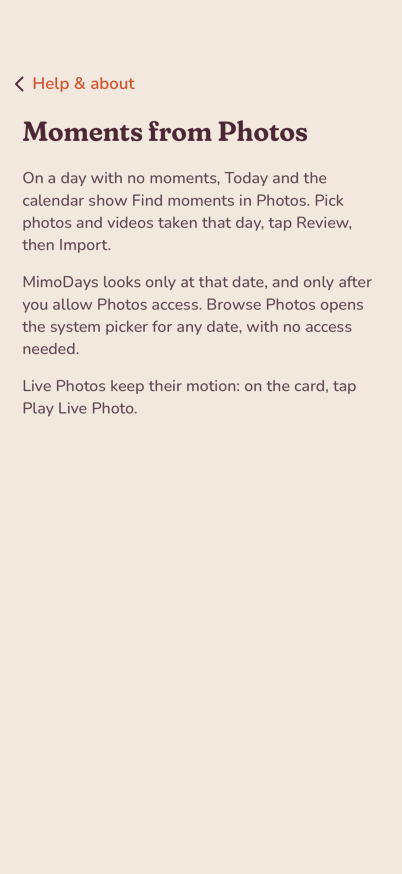 Help & about
Moments from Photos
On a day with no moments, Today and the
calendar show Find moments in Photos. Pick
photos and videos taken that day, tap Review,
then Import.
MimoDays looks only at that date, and only after
you allow Photos access. Browse Photos opens
the system picker for any date, with no access
needed.
Live Photos keep their motion: on the card, tap
Play Live Photo.